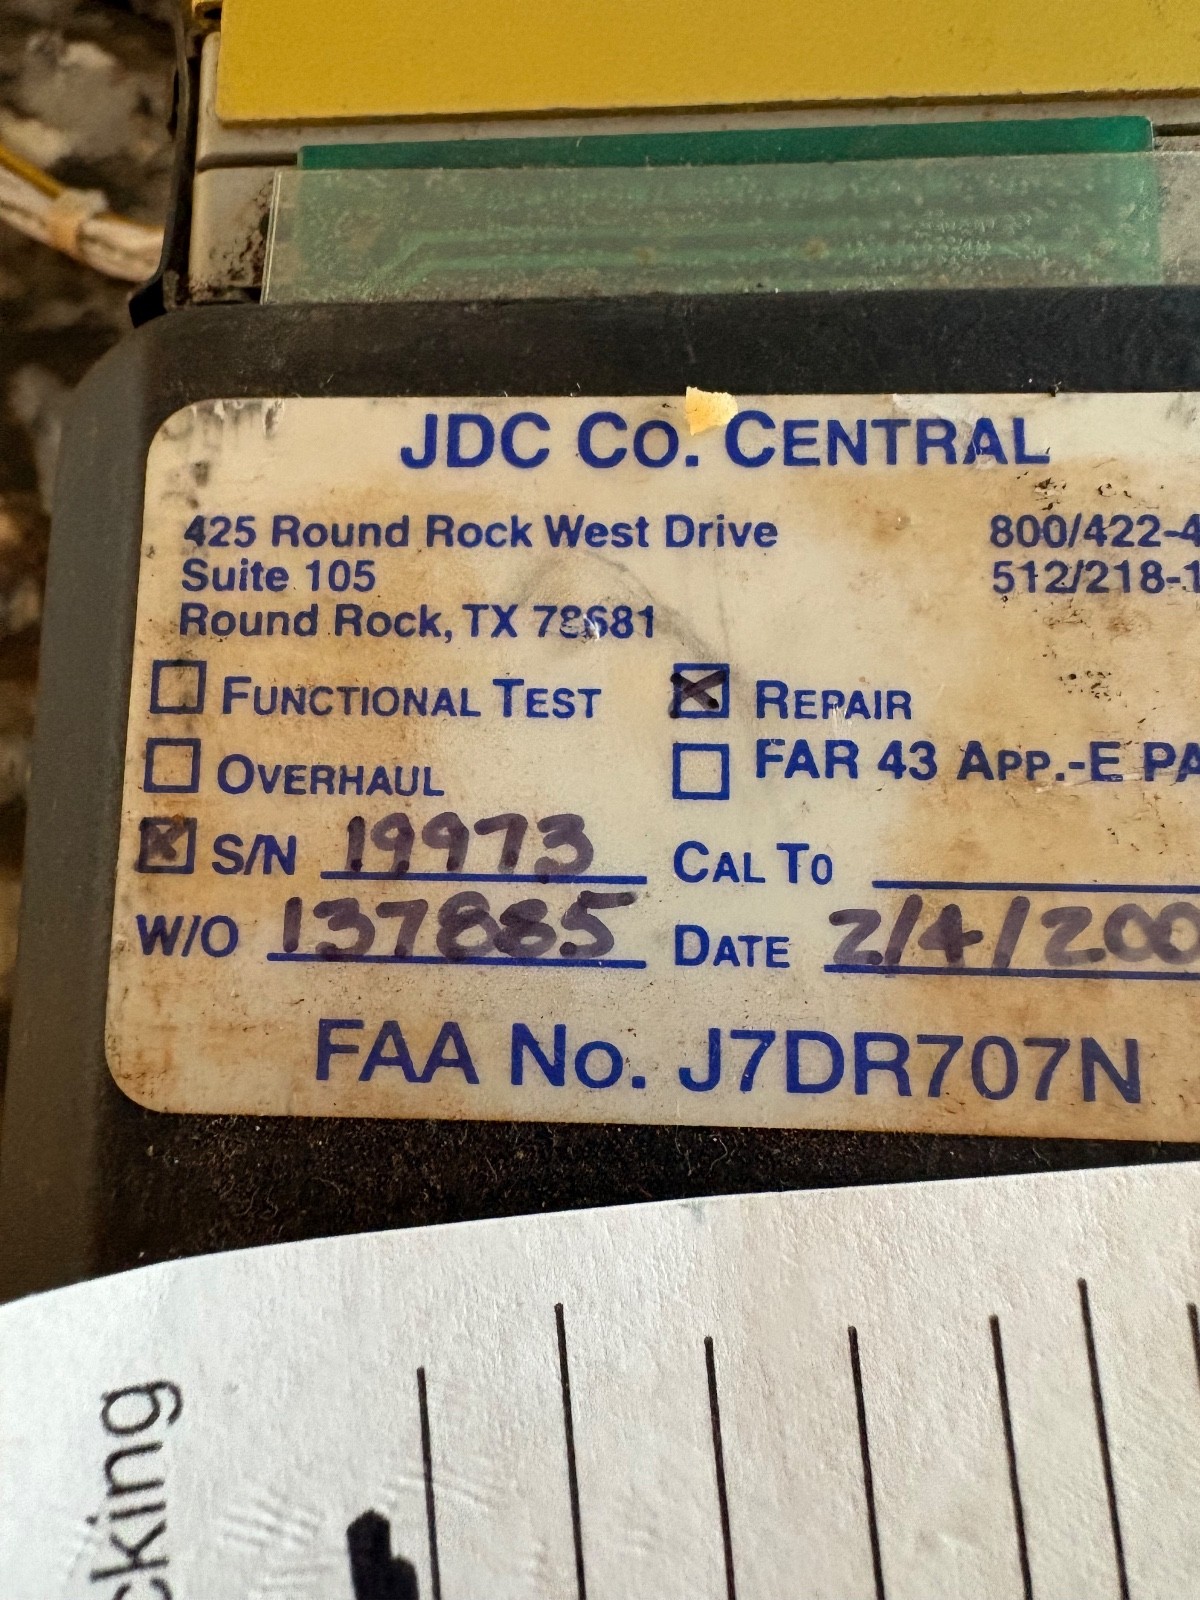 JDC CO. CENTRAL
425 Round Rock West Drive
800/422-4
Suite 105
512/218-1
Round Rock, TX 78681
FUNCTIONAL TEST
REPAIR
OVERHAUL
FAR 43 APP.-E PA
S/N 19973
CAL TO
W/O 137885
DATE 2/4/200
FAA NO. J7DR707N
cking